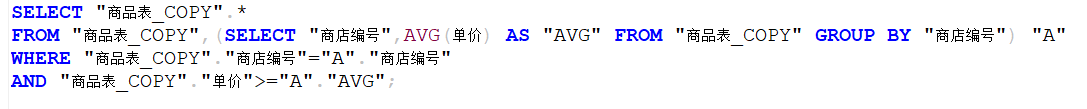 SELECT "商品表_COPY".*
FROM "商品表_COPY",(SELECT "商店编号",AVG(单价) AS "AVG" FROM "商品表_COPY" GROUP BY "商店编号") "A"
WHERE "商品表_COPY"."商店编号"="A"."商店编号"
AND "商品表_COPY"."单价">="A"."AVG";